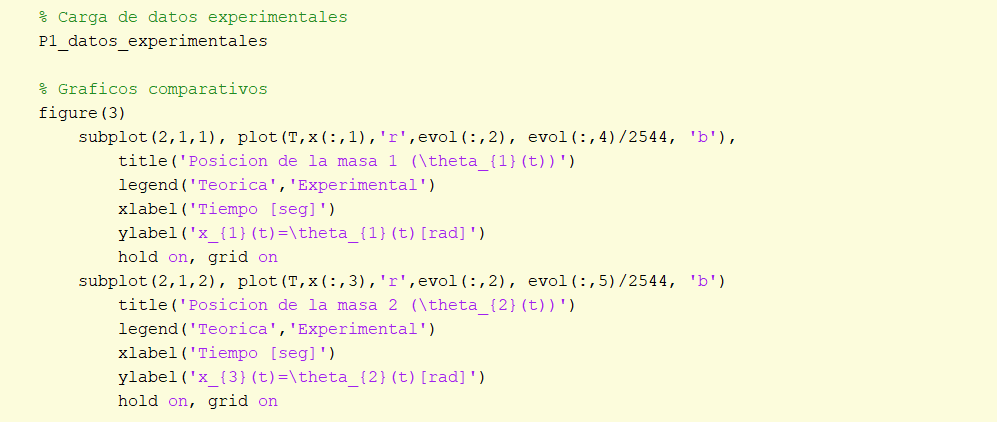 % Carga de datos experimentales
P1_datos_experimentales
% Graficos comparativos
figure(3)
subplot(2,1,1), plot(T,x(:,1),'r',evol(:,2), evol(:,4)/2544, 'b'),
title('Posicion de la masa 1 (\theta_{1}(t))')
legend('Teorica','Experimental')
xlabel('Tiempo [seg]')
ylabel('x_{1}(t)=\theta_{1}(t)[rad]')
hold on, grid on
subplot(2,1,2), plot(T,x(:,3),'r',evol(:,2), evol(:,5)/2544, 'b')
title('Posicion de la masa 2 (\theta_{2}(t))')
legend('Teorica','Experimental')
xlabel('Tiempo [seg]')
ylabel('x_{3}(t)=\theta_{2}(t)[rad]')
hold on, grid on